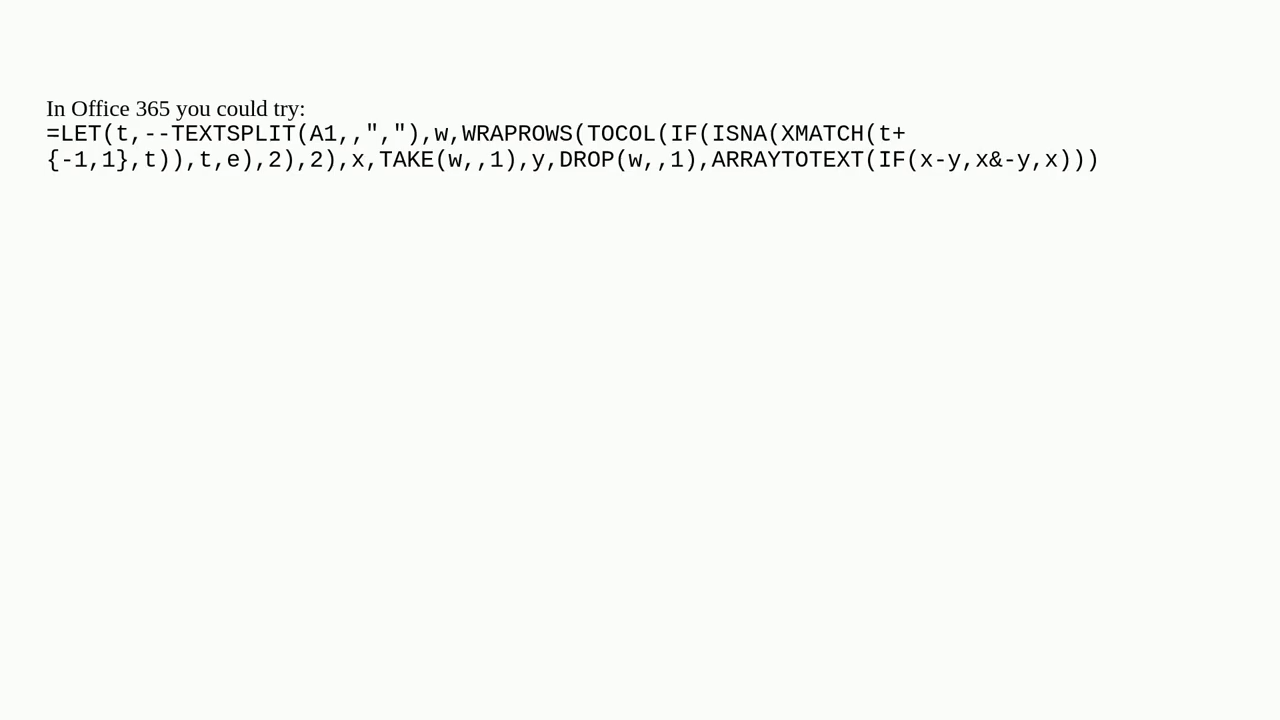 In Office 365 you could try:
=LET(t,--TEXTSPLIT(A1,,","),w,WRAPROWS(TOCOL(IF(ISNA(XMATCH(t+
{-1,1},t)),t,e),2),2),x,TAKE(w,,1),y,DROP(w,,1),ARRAYTOTEXT(IF(x-y,x&-y,x)))